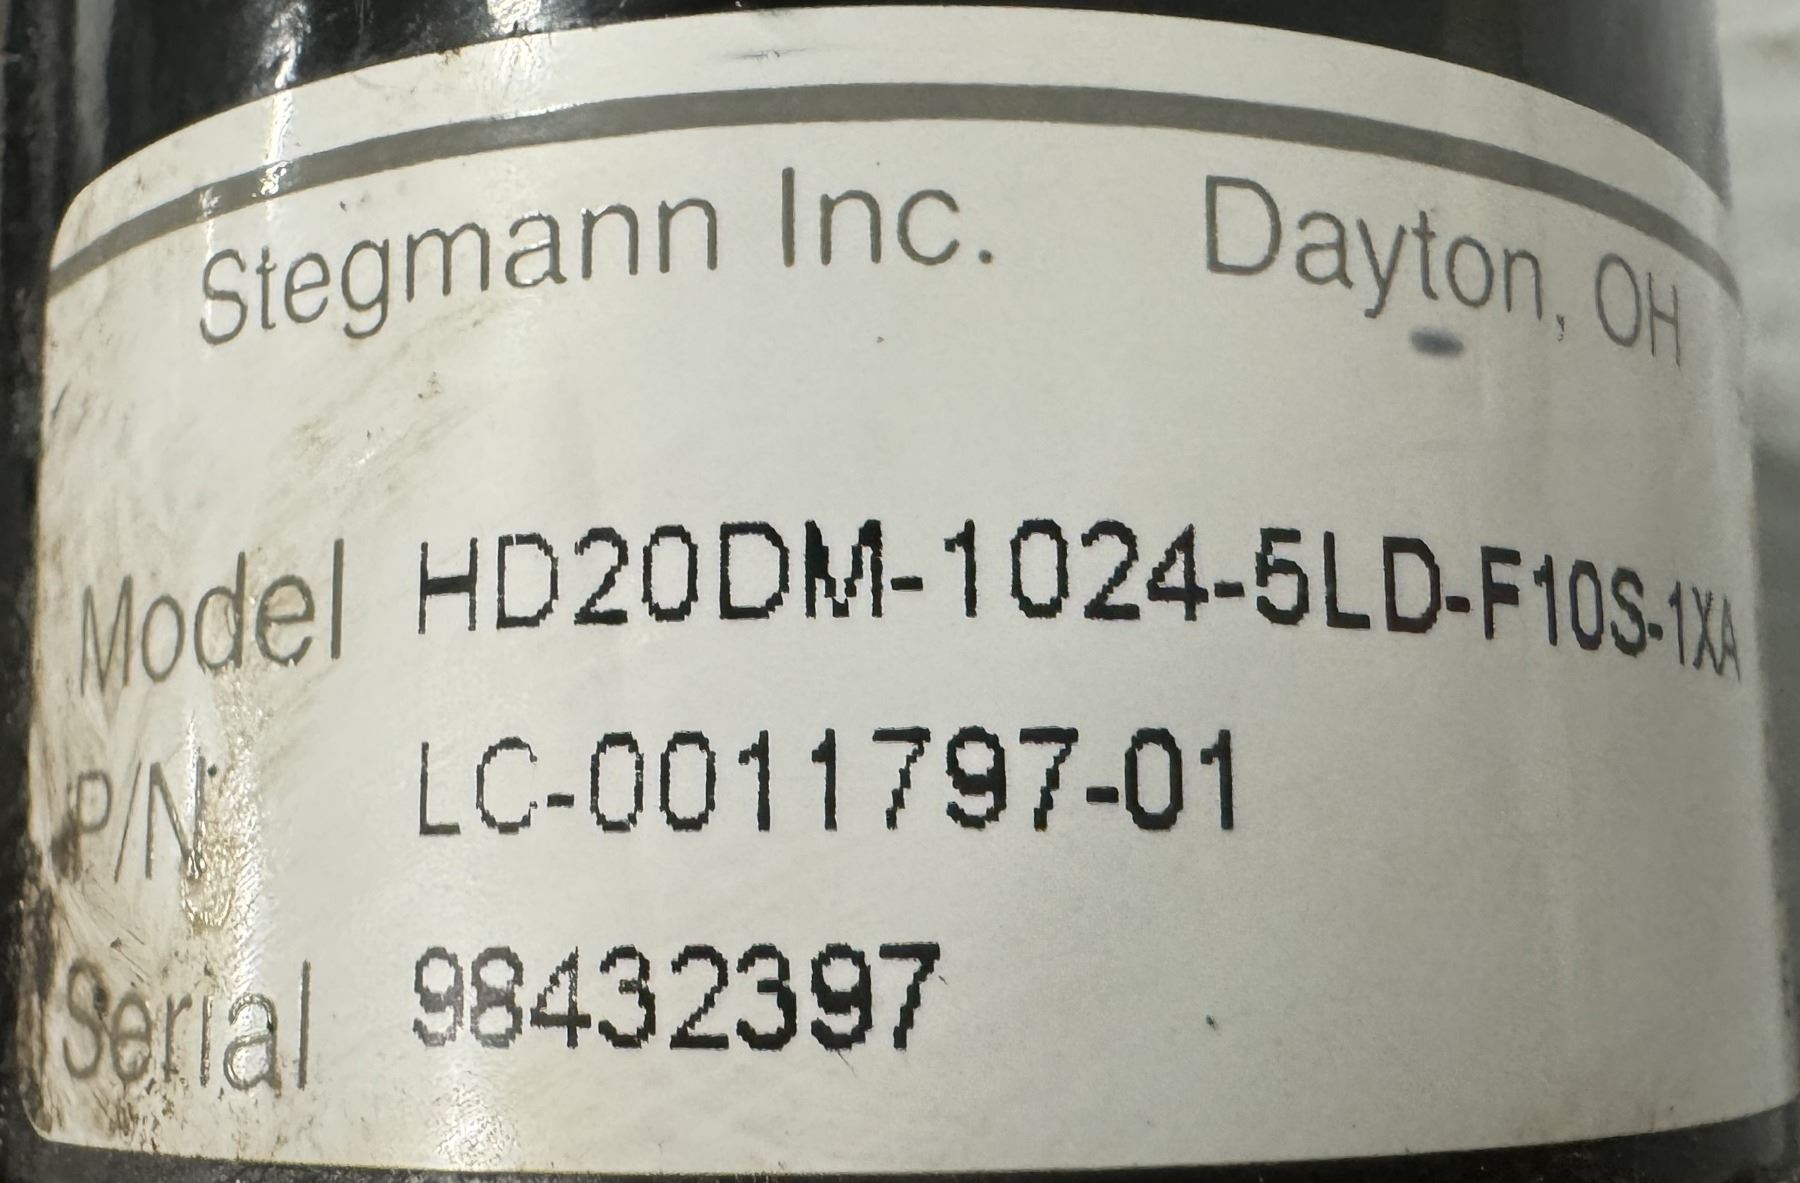 Stegmann Inc. Dayton, OH
Model HD20DM-1024-5LD-F10S-1XA
P/N LC-0011797-01
Serial 98432397